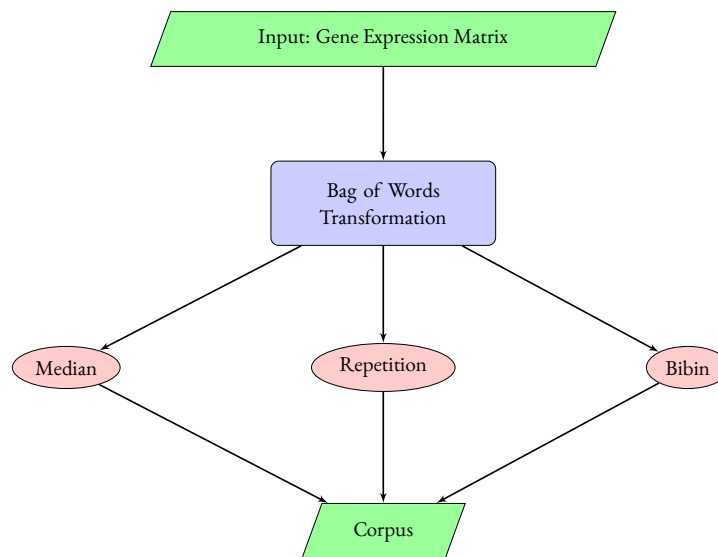 Input: Gene Expression Matrix
Bag of Words
Transformation
Median
Repetition
Bibin
Corpus